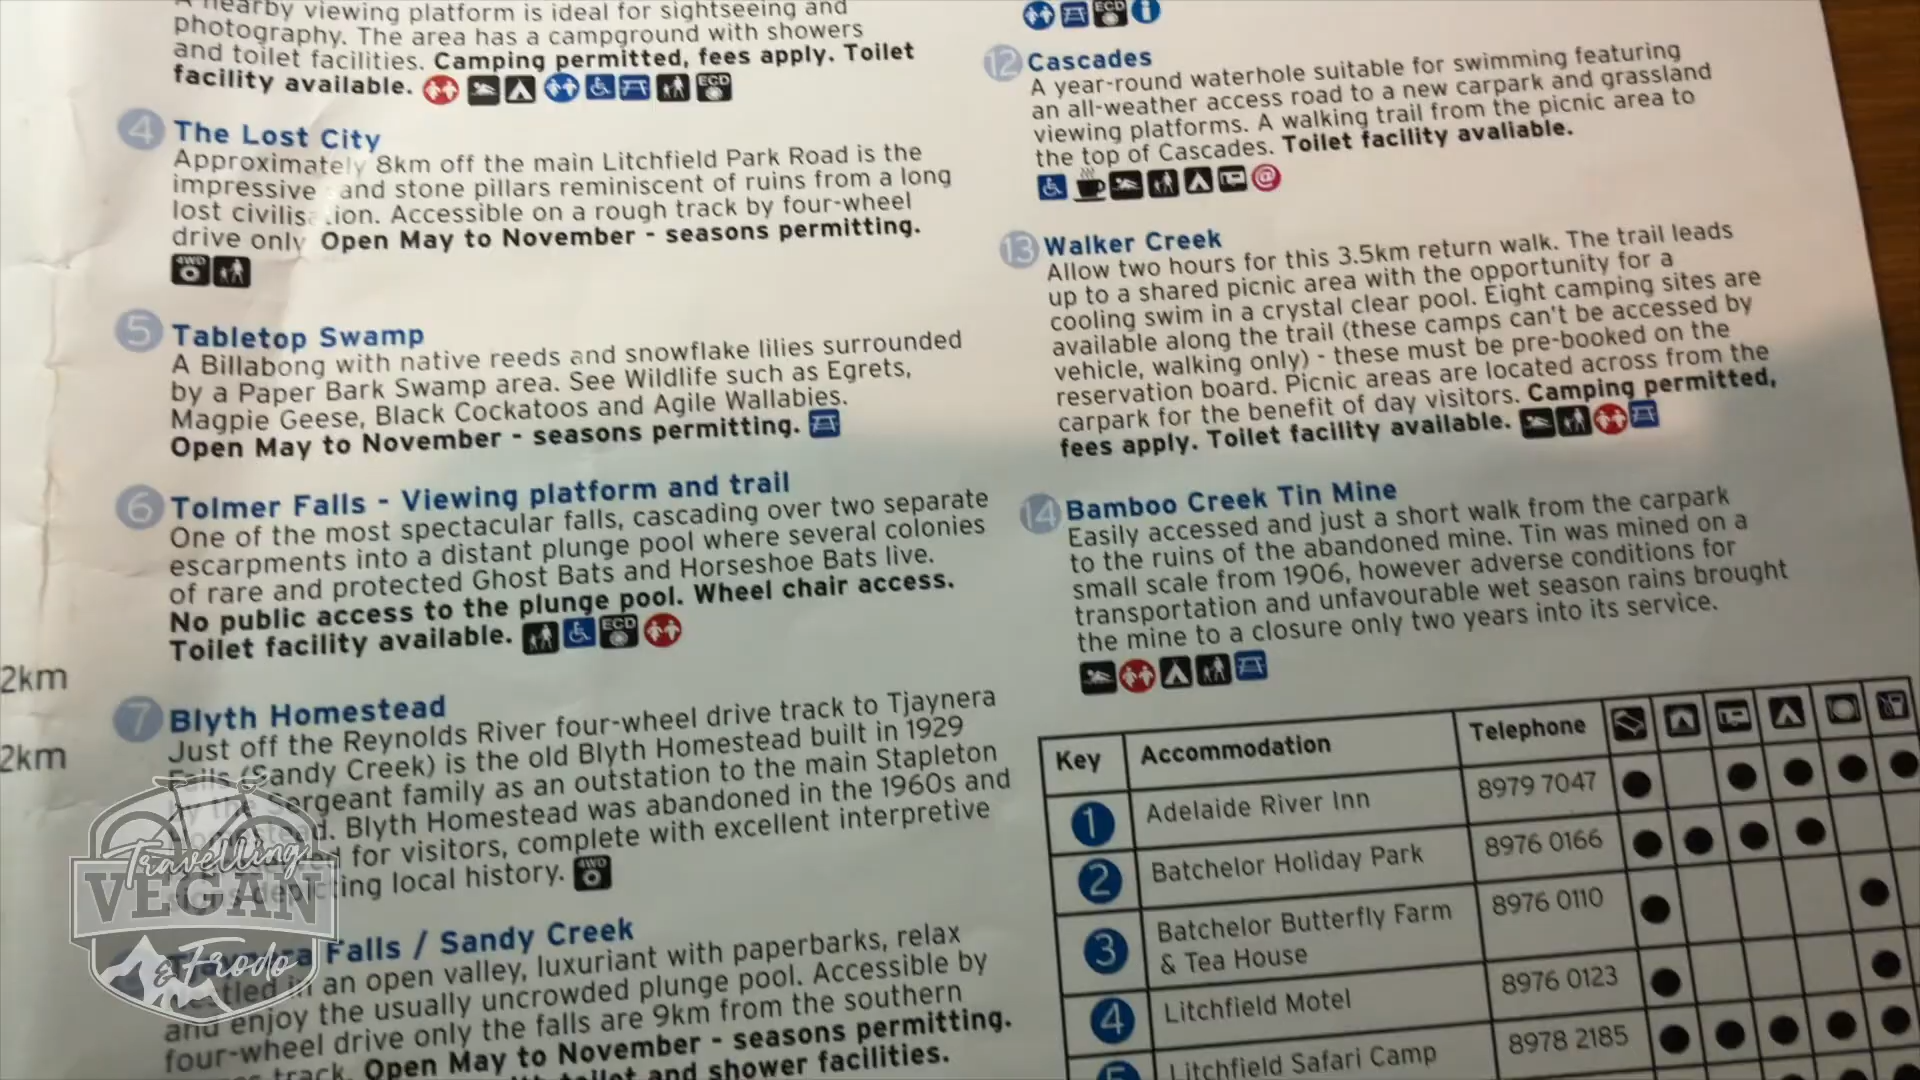 A nearby viewing platform is ideal for sightseeing and
photography. The area has a campground with showers
and toilet facilities. Camping permitted, fees apply. Toilet
facility available.
ECD
4 The Lost City
Approximately 8km off the main Litchfield Park Road is the
impressive and stone pillars reminiscent of ruins from a long
lost civilis tion. Accessible on a rough track by four-wheel
drive only Open May to November - seasons permitting.
4WD
5 Tabletop Swamp
A Billabong with native reeds and snowflake lilies surrounded
by a Paper Bark Swamp area. See Wildlife such as Egrets,
Magpie Geese, Black Cockatoos and Agile Wallabies.
Open May to November - seasons permitting.
6 Tolmer Falls - Viewing platform and trail
One of the most spectacular falls, cascading over two separate
escarpments into a distant plunge pool where several colonies
of rare and protected Ghost Bats and Horseshoe Bats live.
No public access to the plunge pool. Wheel chair access.
Toilet facility available.
ECD
2km
2km
7 Blyth Homestead
Just off the Reynolds River four-wheel drive track to Tjaynera
Falls (Sandy Creek) is the old Blyth Homestead built in 1929
by the Sergeant family as an outstation to the main Stapleton
Homestead. Blyth Homestead was abandoned in the 1960s and
for visitors, complete with excellent interpretive
signs depicting local history.
4WD
Falls / Sandy Creek
in an open valley, luxuriant with paperbarks, relax
and enjoy the usually uncrowded plunge pool. Accessible by
four-wheel drive only the falls are 9km from the southern
track. Open May to November - seasons permitting.
toilet and shower facilities.
ECD
12 Cascades
A year-round waterhole suitable for swimming featuring
an all-weather access road to a new carpark and grassland
viewing platforms. A walking trail from the picnic area to
the top of Cascades. Toilet facility avaliable.
@
13 Walker Creek
Allow two hours for this 3.5km return walk. The trail leads
up to a shared picnic area with the opportunity for a
cooling swim in a crystal clear pool. Eight camping sites are
available along the trail (these camps can't be accessed by
vehicle, walking only) - these must be pre-booked on the
reservation board. Picnic areas are located across from the
carpark for the benefit of day visitors. Camping permitted,
fees apply. Toilet facility available.
14 Bamboo Creek Tin Mine
Easily accessed and just a short walk from the carpark
to the ruins of the abandoned mine. Tin was mined on a
small scale from 1906, however adverse conditions for
transportation and unfavourable wet season rains brought
the mine to a closure only two years into its service.
Key Accommodation Telephone
1 Adelaide River Inn 8979 7047
2 Batchelor Holiday Park 8976 0166
3 Batchelor Butterfly Farm & Tea House 8976 0110
4 Litchfield Motel 8976 0123
5 Litchfield Safari Camp 8978 2185
Travelling
VEGAN
& Frodo